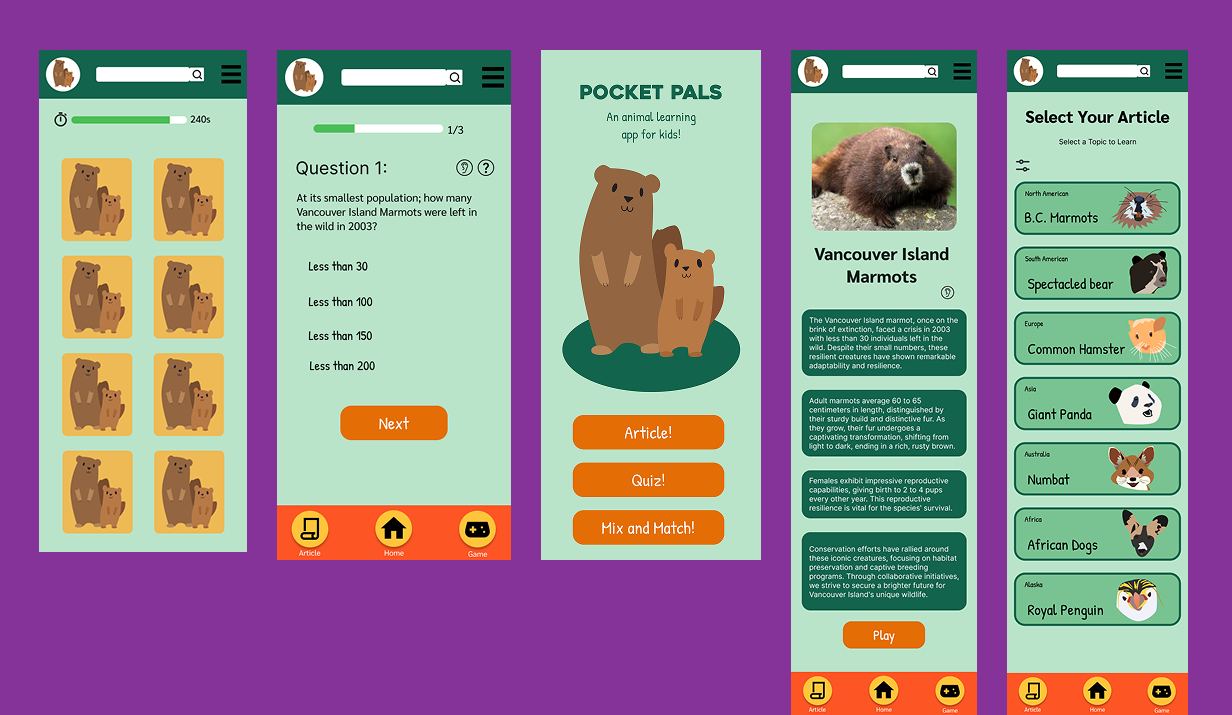 240s
1/3
Question 1:
?
At its smallest population; how many
Vancouver Island Marmots were left in
the wild in 2003?
Less than 30
Less than 100
Less than 150
Less than 200
Next
Article
Home
Game
POCKET PALS
An animal learning
app for kids!
Article!
Quiz!
Mix and Match!
Vancouver Island
Marmots
The Vancouver Island marmot, once on the
brink of extinction, faced a crisis in 2003
with less than 30 individuals left in the
wild. Despite their small numbers, these
resilient creatures have shown remarkable
adaptability and resilience.
Adult marmots average 60 to 65
centimeters in length, distinguished by
their sturdy build and distinctive fur. As
they grow, their fur undergoes a
captivating transformation, shifting from
light to dark, ending in a rich, rusty brown.
Females exhibit impressive reproductive
capabilities, giving birth to 2 to 4 pups
every other year. This reproductive
resilience is vital for the species' survival.
Conservation efforts have rallied around
these iconic creatures, focusing on habitat
preservation and captive breeding
programs. Through collaborative initiatives,
we strive to secure a brighter future for
Vancouver Island's unique wildlife.
Play
Article
Home
Game
Select Your Article
Select a Topic to Learn
North American
B.C. Marmots
South American
Spectacled bear
Europe
Common Hamster
Asia
Giant Panda
Australia
Numbat
Africa
African Dogs
Alaska
Royal Penguin
Article
Home
Game